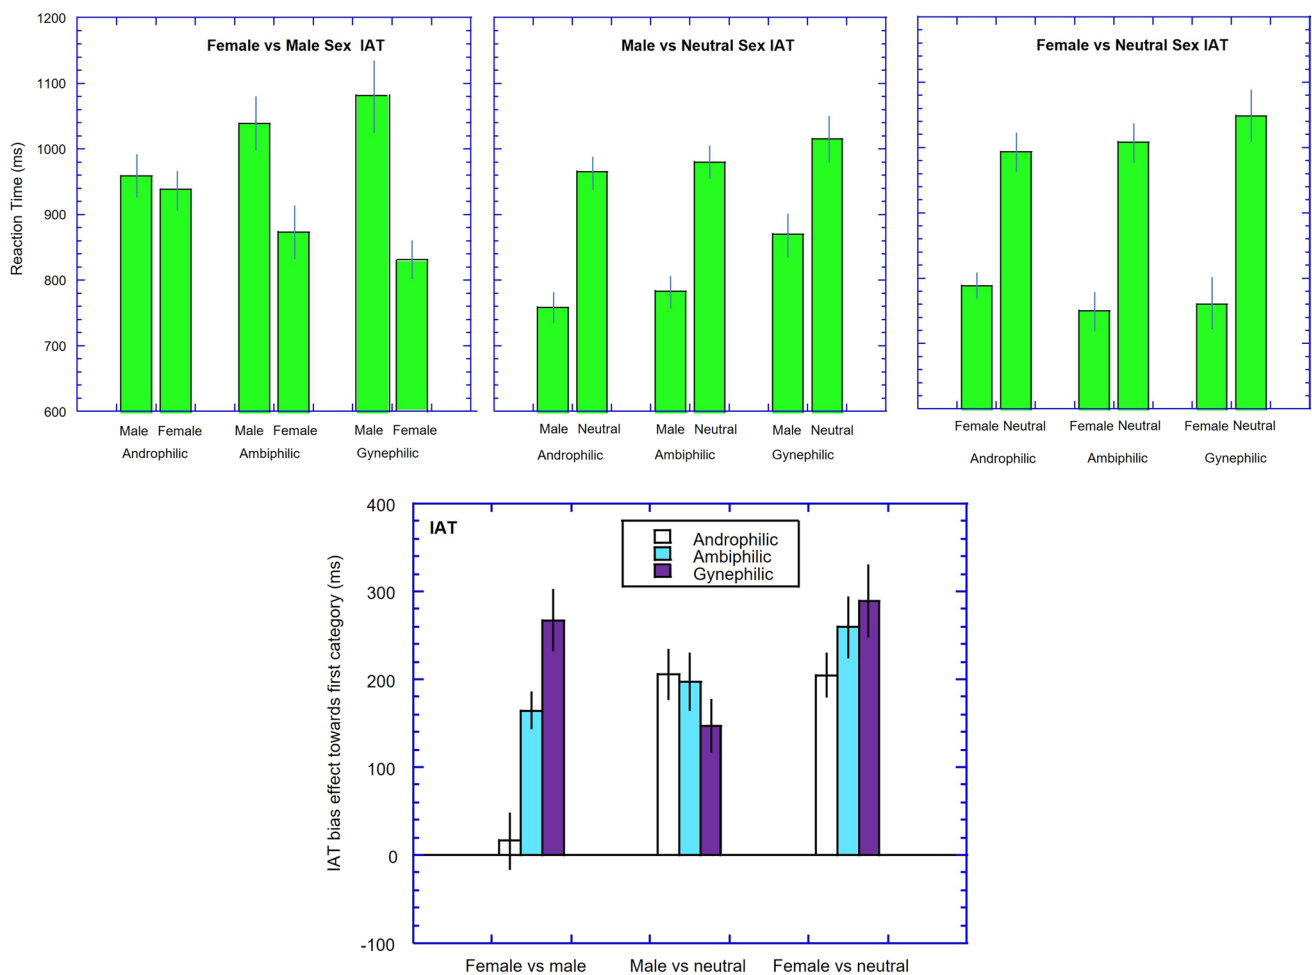 Female vs Male Sex IAT
Male vs Neutral Sex IAT
Female vs Neutral Sex IAT
Reaction Time (ms)
1200
1100
1000
900
800
700
600
Male Female Male Female Male Female
Androphilic Ambiphilic Gynephilic
Male Neutral Male Neutral Male Neutral
Androphilic Ambiphilic Gynephilic
Female Neutral Female Neutral Female Neutral
Androphilic Ambiphilic Gynephilic
IAT
Androphilic
Ambiphilic
Gynephilic
IAT bias effect towards first category (ms)
400
300
200
100
0
-100
Female vs male Male vs neutral Female vs neutral